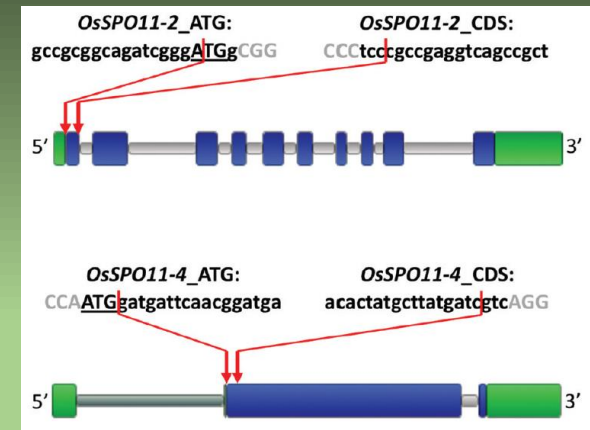 OsSPO11-2_ATG: OsSPO11-2_CDS:
gccgcggcagatcgggATGgCGG CCCtcccgccgaggtcagccgct
5' 3'
OsSPO11-4_ATG: OsSPO11-4_CDS:
CCAATGgatgattcaacggatga acactatgcttatgatcgtcAGG
5' 3'